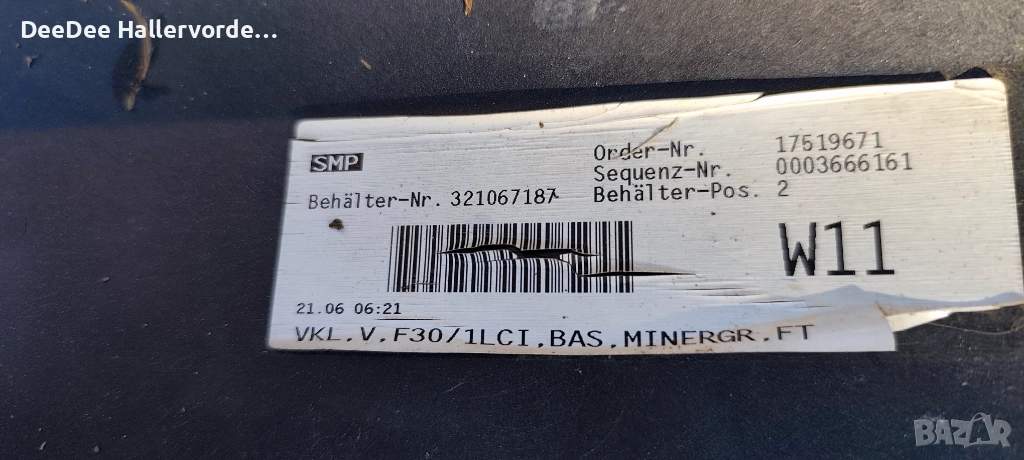 DeeDee Hallervorde...
SMP
Order-Nr. 17519671
Sequenz-Nr. 0003666161
Behälter-Nr. 321067187
Behälter-Pos. 2
W11
21.06 06:21
VKL.V.F30/1LCI.BAS.MINERGR.FT
BAZAR